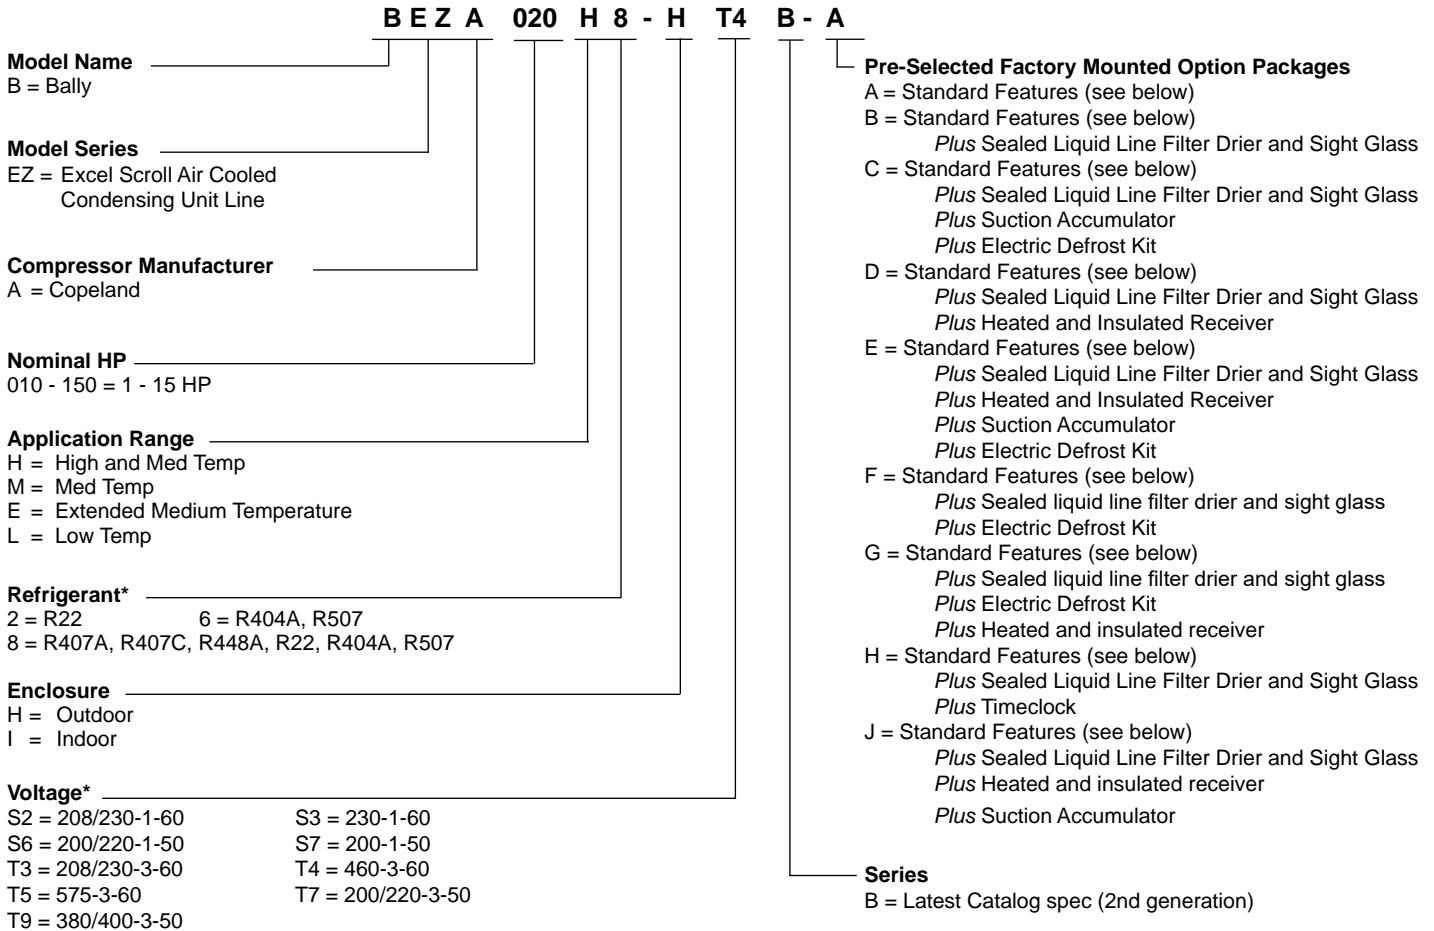 B E Z A 020 H 8 - H T4 B - A
Model Name
B = Bally
Model Series
EZ = Excel Scroll Air Cooled
Condensing Unit Line
Compressor Manufacturer
A = Copeland
Nominal HP
010 - 150 = 1 - 15 HP
Application Range
H = High and Med Temp
M = Med Temp
E = Extended Medium Temperature
L = Low Temp
Refrigerant*
2 = R22 6 = R404A, R507
8 = R407A, R407C, R448A, R22, R404A, R507
Enclosure
H = Outdoor
I = Indoor
Voltage*
S2 = 208/230-1-60 S3 = 230-1-60
S6 = 200/220-1-50 S7 = 200-1-50
T3 = 208/230-3-60 T4 = 460-3-60
T5 = 575-3-60 T7 = 200/220-3-50
T9 = 380/400-3-50
Pre-Selected Factory Mounted Option Packages
A = Standard Features (see below)
B = Standard Features (see below)
Plus Sealed Liquid Line Filter Drier and Sight Glass
C = Standard Features (see below)
Plus Sealed Liquid Line Filter Drier and Sight Glass
Plus Suction Accumulator
Plus Electric Defrost Kit
D = Standard Features (see below)
Plus Sealed Liquid Line Filter Drier and Sight Glass
Plus Heated and Insulated Receiver
E = Standard Features (see below)
Plus Sealed Liquid Line Filter Drier and Sight Glass
Plus Heated and Insulated Receiver
Plus Suction Accumulator
Plus Electric Defrost Kit
F = Standard Features (see below)
Plus Sealed liquid line filter drier and sight glass
Plus Electric Defrost Kit
G = Standard Features (see below)
Plus Sealed liquid line filter drier and sight glass
Plus Electric Defrost Kit
Plus Heated and insulated receiver
H = Standard Features (see below)
Plus Sealed Liquid Line Filter Drier and Sight Glass
Plus Timeclock
J = Standard Features (see below)
Plus Sealed Liquid Line Filter Drier and Sight Glass
Plus Heated and insulated receiver
Plus Suction Accumulator
Series
B = Latest Catalog spec (2nd generation)